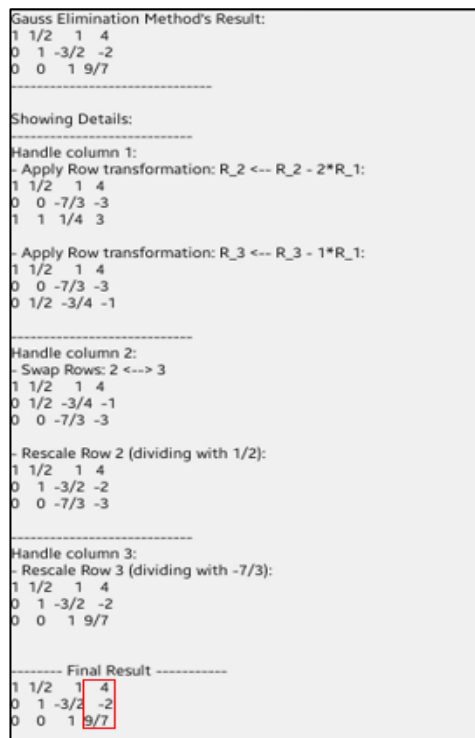 Gauss Elimination Method's Result:
1 1/2 1 4
0 1 -3/2 -2
0 0 1 9/7
-------------------------------
Showing Details:
----------------------------
Handle column 1:
- Apply Row transformation: R_2 <-- R_2 - 2*R_1:
1 1/2 1 4
0 0 -7/3 -3
1 1 1/4 3
- Apply Row transformation: R_3 <-- R_3 - 1*R_1:
1 1/2 1 4
0 0 -7/3 -3
0 1/2 -3/4 -1
----------------------------
Handle column 2:
- Swap Rows: 2 <--> 3
1 1/2 1 4
0 1/2 -3/4 -1
0 0 -7/3 -3
- Rescale Row 2 (dividing with 1/2):
1 1/2 1 4
0 1 -3/2 -2
0 0 -7/3 -3
----------------------------
Handle column 3:
- Rescale Row 3 (dividing with -7/3):
1 1/2 1 4
0 1 -3/2 -2
0 0 1 9/7
-------- Final Result -----------
1 1/2 1 4
0 1 -3/2 -2
0 0 1 9/7